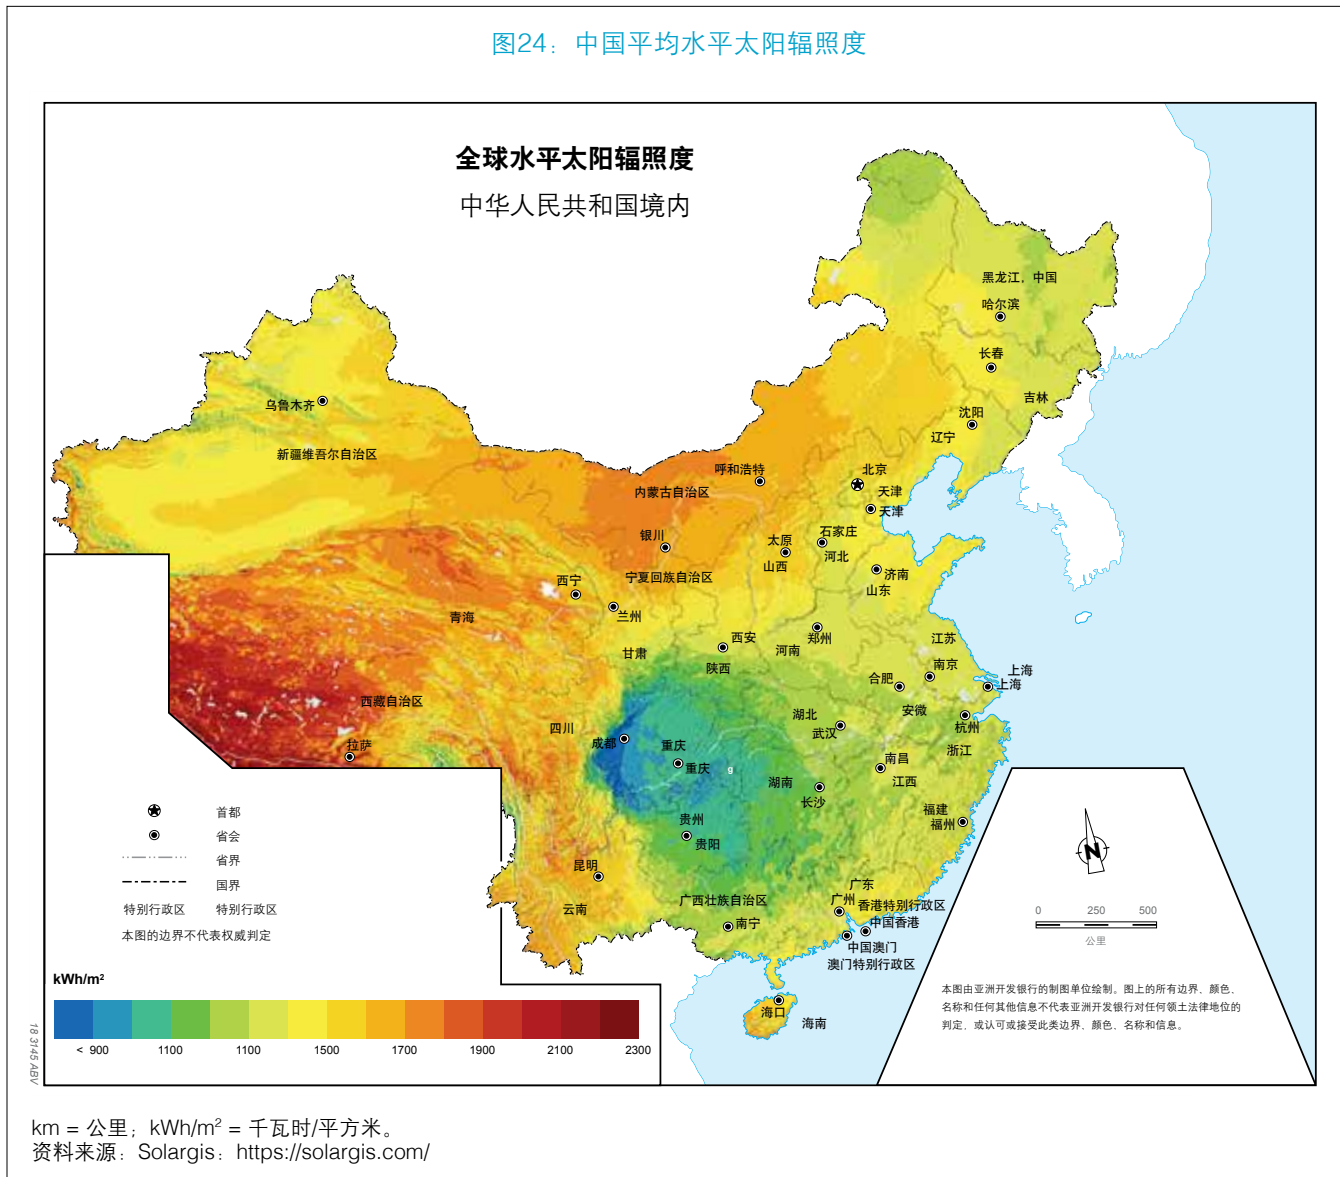 图24：中国平均水平太阳辐照度
全球水平太阳辐照度
中华人民共和国境内
黑龙江，中国
哈尔滨
长春
吉林
沈阳
辽宁
乌鲁木齐
新疆维吾尔自治区
呼和浩特
内蒙古自治区
北京
天津
天津
石家庄
河北
太原
山西
银川
宁夏回族自治区
济南
山东
西宁
兰州
青海
甘肃
西安
陕西
郑州
河南
江苏
南京
合肥
安微
上海
上海
杭州
浙江
西藏自治区
拉萨
四川
成都
重庆
重庆
g
湖北
武汉
南昌
江西
湖南
长沙
贵州
贵阳
福建
福州
昆明
云南
广西壮族自治区
南宁
广东
广州
香港特别行政区
中国香港
中国澳门
澳门特别行政区
海口
海南
首都
省会
省界
国界
特别行政区 特别行政区
本图的边界不代表权威判定
kWh/m²
< 900 1100 1100 1500 1700 1900 2100 2300
18 3145 ABV
N
0 250 500
公里
本图由亚洲开发银行的制图单位绘制。图上的所有边界、颜色、
名称和任何其他信息不代表亚洲开发银行对任何领土法律地位的
判定、或认可或接受此类边界、颜色、名称和信息。
km = 公里；kWh/m² = 千瓦时/平方米。
资料来源：Solargis：https://solargis.com/